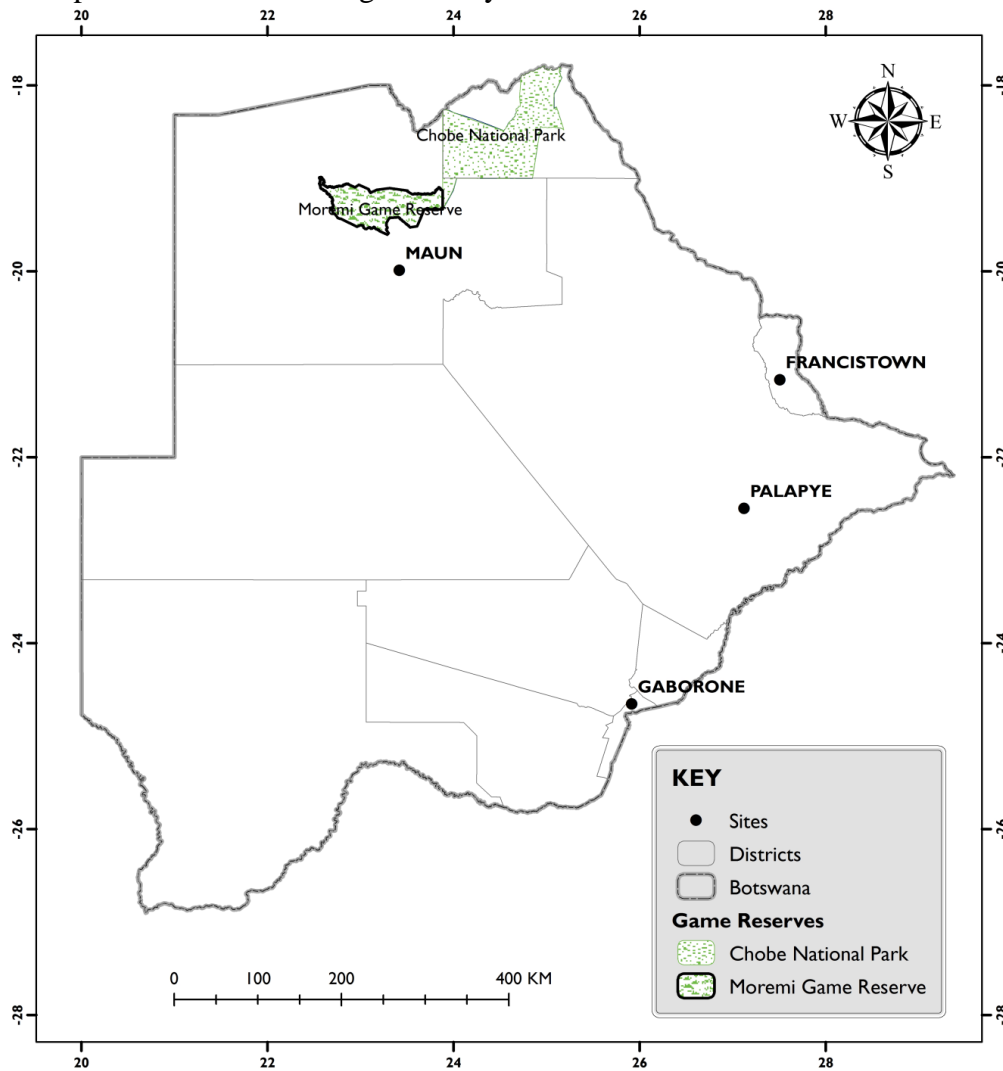 20 22 24 26 28
-18 -18
N
W E
S
Chobe National Park
Moremi Game Reserve
MAUN
-20 -20
FRANCISTOWN
-22 -22
PALAPYE
-24 -24
GABORONE
KEY
Sites
Districts
Botswana
Game Reserves
Chobe National Park
Moremi Game Reserve
-26 -26
0 100 200 400 KM
-28 -28
20 22 24 26 28